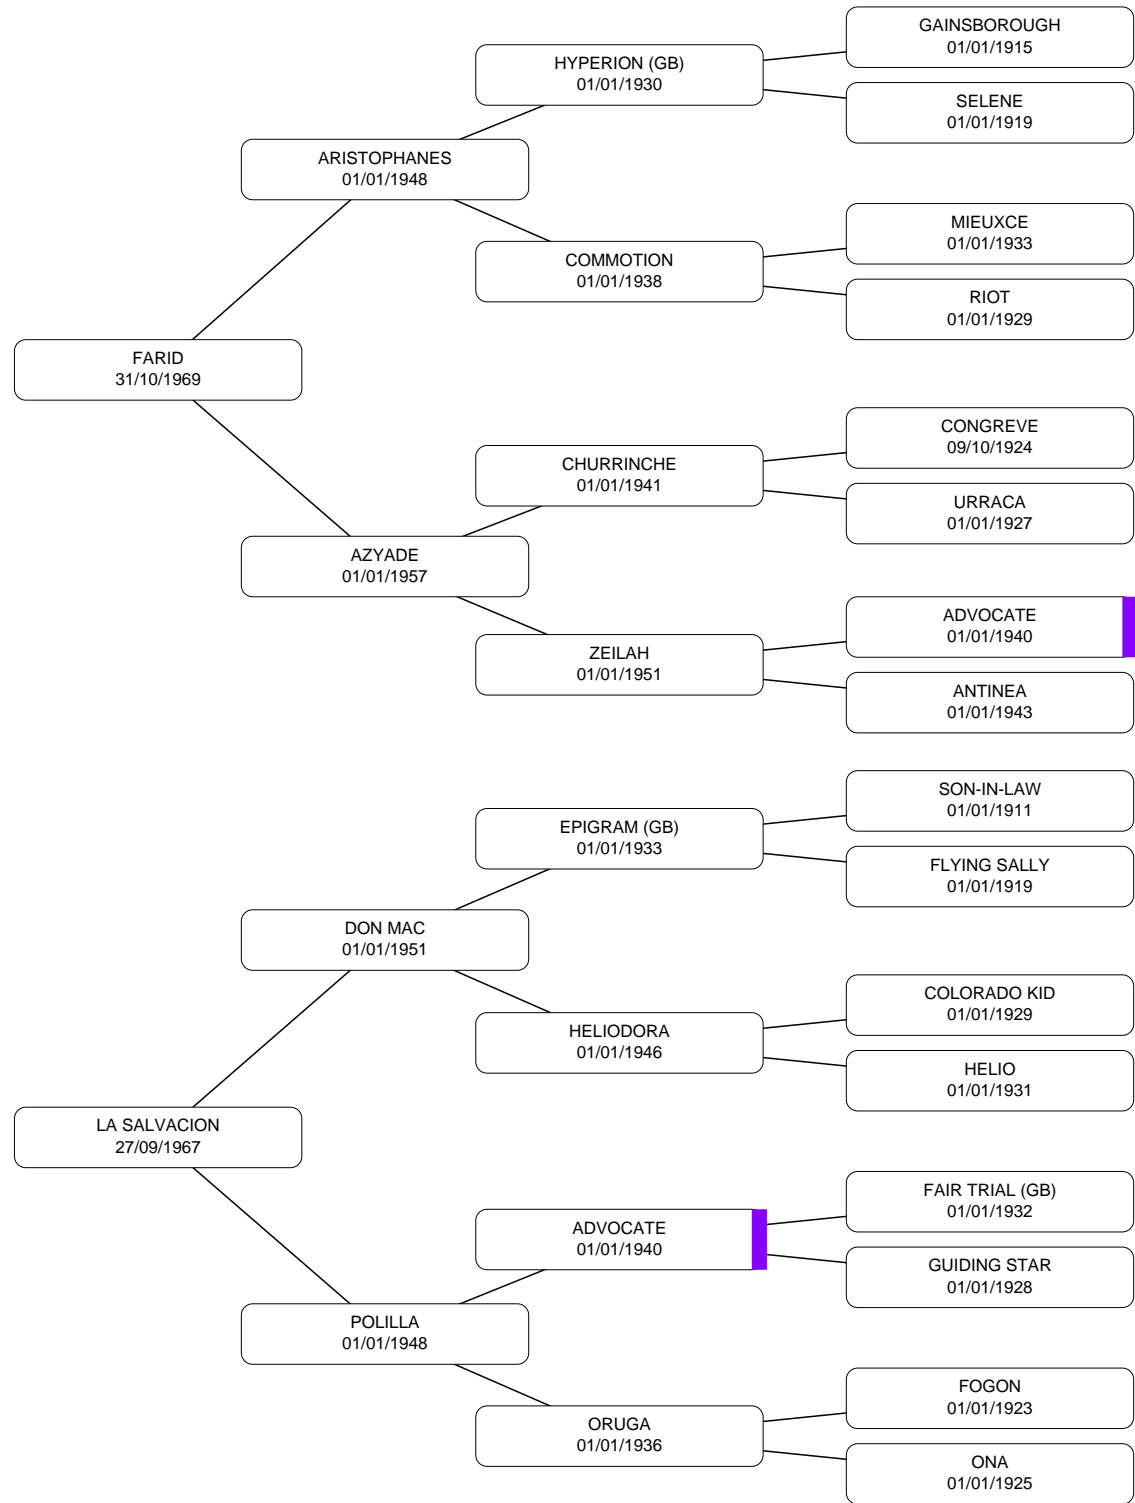 GAINSBOROUGH
01/01/1915
HYPERION (GB)
01/01/1930
SELENE
01/01/1919
ARISTOPHANES
01/01/1948
MIEUXCE
01/01/1933
COMMOTION
01/01/1938
RIOT
01/01/1929
FARID
31/10/1969
CONGREVE
09/10/1924
CHURRINCHE
01/01/1941
URRACA
01/01/1927
AZYADE
01/01/1957
ADVOCATE
01/01/1940
ZEILAH
01/01/1951
ANTINEA
01/01/1943
SON-IN-LAW
01/01/1911
EPIGRAM (GB)
01/01/1933
FLYING SALLY
01/01/1919
DON MAC
01/01/1951
COLORADO KID
01/01/1929
HELIODORA
01/01/1946
HELIO
01/01/1931
LA SALVACION
27/09/1967
FAIR TRIAL (GB)
01/01/1932
ADVOCATE
01/01/1940
GUIDING STAR
01/01/1928
POLILLA
01/01/1948
FOGON
01/01/1923
ORUGA
01/01/1936
ONA
01/01/1925